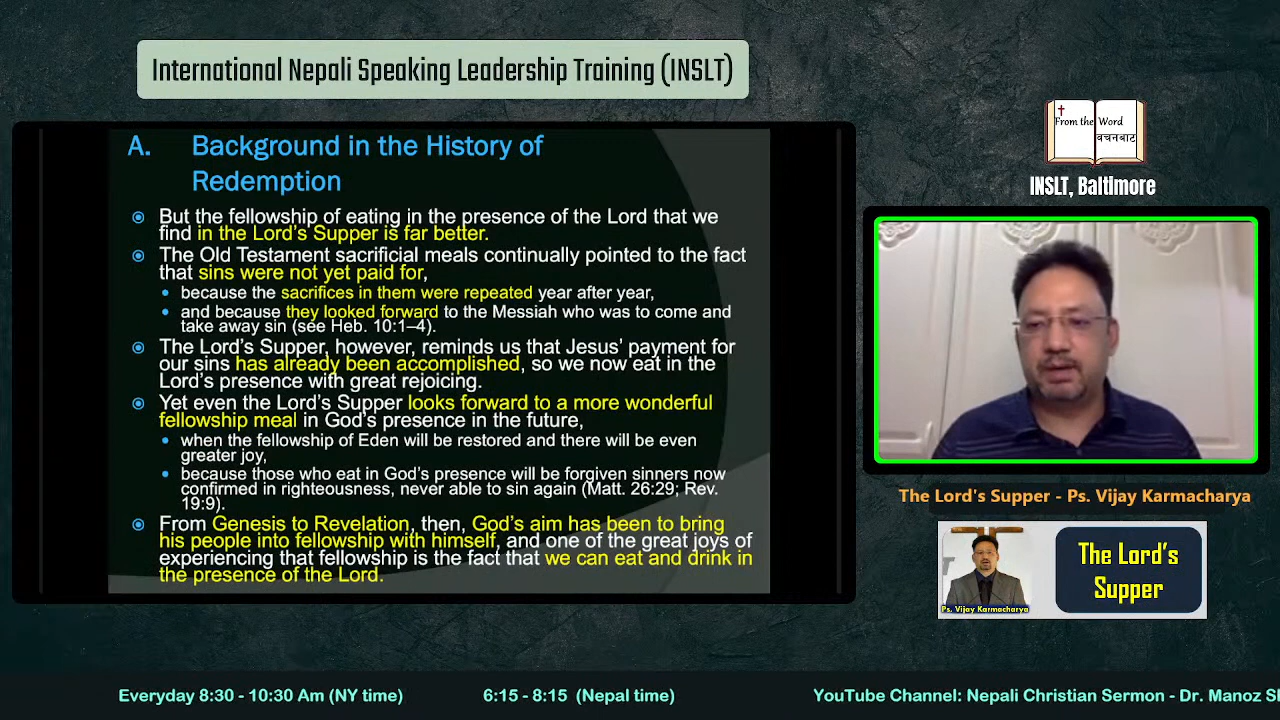 International Nepali Speaking Leadership Training (INSLT)
A. Background in the History of
Redemption
But the fellowship of eating in the presence of the Lord that we
find in the Lord's Supper is far better.
The Old Testament sacrificial meals continually pointed to the fact
that sins were not yet paid for,
because the sacrifices in them were repeated year after year,
and because they looked forward to the Messiah who was to come and
take away sin (see Heb. 10:1–4).
The Lord's Supper, however, reminds us that Jesus' payment for
our sins has already been accomplished, so we now eat in the
Lord's presence with great rejoicing.
Yet even the Lord's Supper looks forward to a more wonderful
fellowship meal in God's presence in the future,
when the fellowship of Eden will be restored and there will be even
greater joy,
because those who eat in God's presence will be forgiven sinners now
confirmed in righteousness, never able to sin again (Matt. 26:29; Rev.
19:9).
From Genesis to Revelation, then, God's aim has been to bring
his people into fellowship with himself, and one of the great joys of
experiencing that fellowship is the fact that we can eat and drink in
the presence of the Lord.
From the Word
वचनबाट
INSLT, Baltimore
The Lord's Supper - Ps. Vijay Karmacharya
Ps. Vijay Karmacharya
The Lord's
Supper
Everyday 8:30 - 10:30 Am (NY time) 6:15 - 8:15 (Nepal time) YouTube Channel: Nepali Christian Sermon - Dr. Manoz